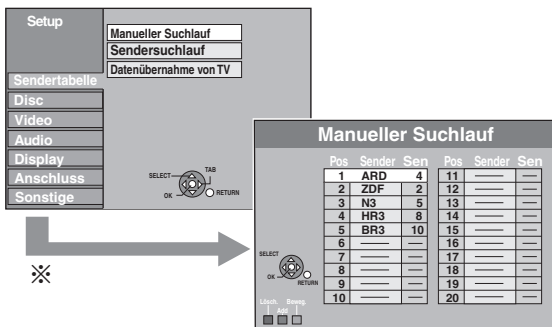 Setup
Manueller Suchlauf
Sendersuchlauf
Datenübernahme von TV
Sendertabelle
Disc
Video
Audio
Display
Anschluss
Sonstige
SELECT
TAB
OK
RETURN
※
Manueller Suchlauf
Pos Sender Sen Pos Sender Sen
1 ARD 4 11 —— —
2 ZDF 2 12 —— —
3 N3 5 13 —— —
4 HR3 8 14 —— —
5 BR3 10 15 —— —
6 —— — 16 —— —
7 —— — 17 —— —
8 —— — 18 —— —
9 —— — 19 —— —
10 —— — 20 —— —
SELECT
OK
RETURN
Lösch. Beweg.
Add